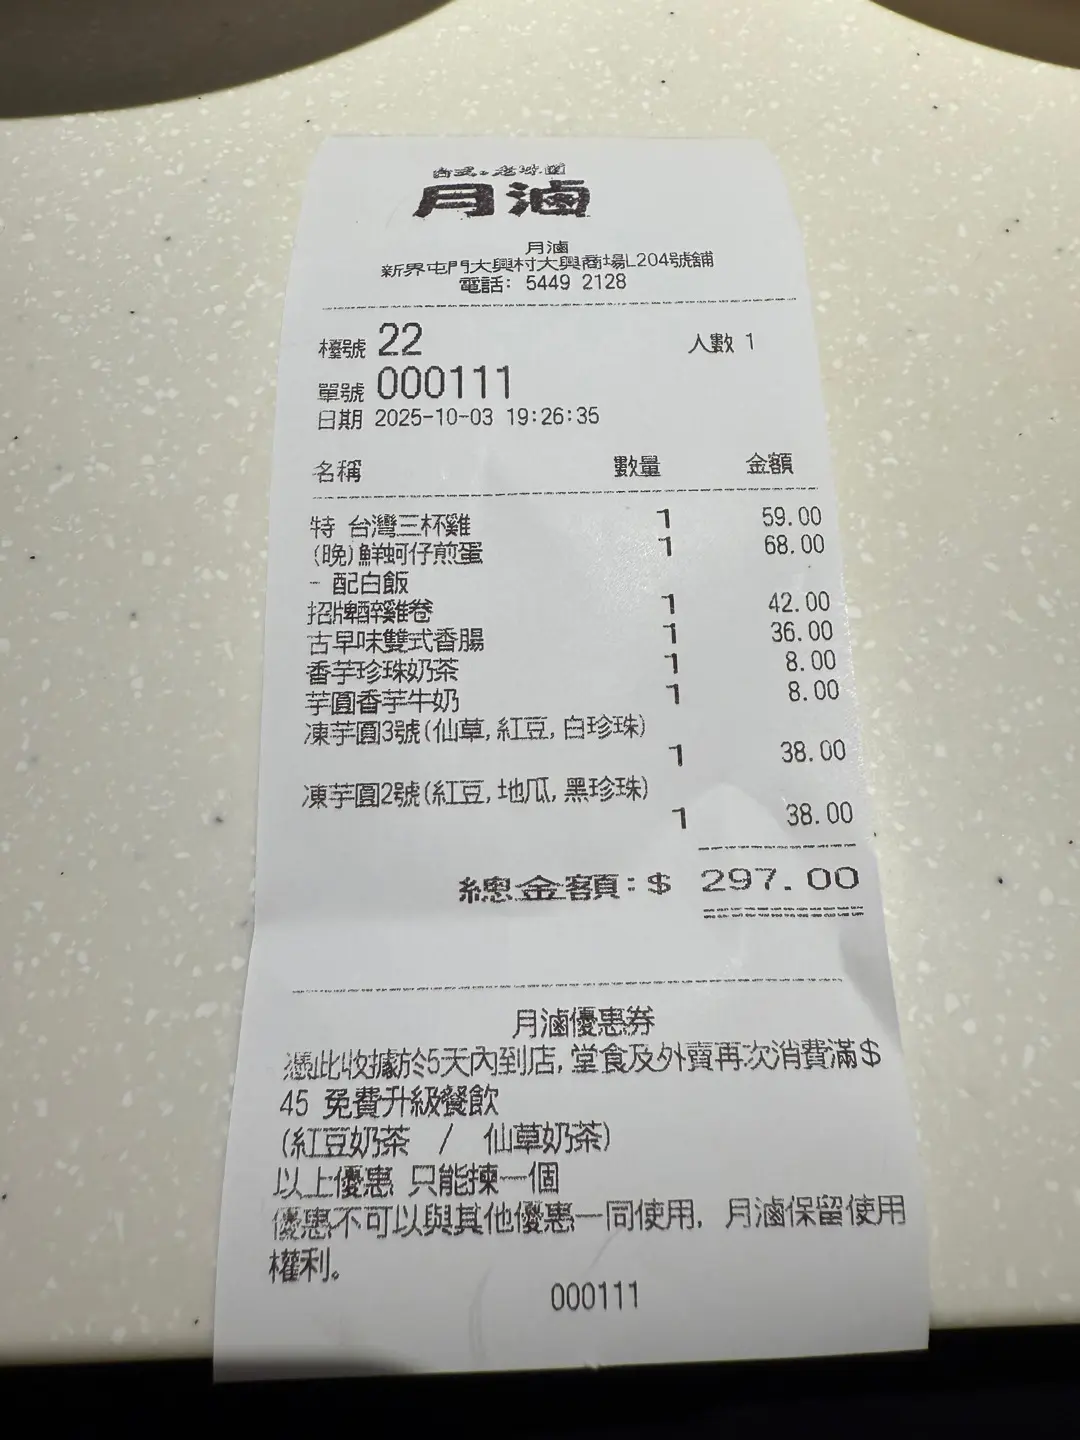 月滷
月滷
新界屯門大興村大興商場L204號舖
電話: 5449 2128
檯號 22 人數 1
單號 000111
日期 2025-10-03 19:26:35
名稱 數量 金額
特 台灣三杯雞 1 59.00
(晚)鮮蚵仔煎蛋 1 68.00
- 配白飯
招牌醉雞卷 1 42.00
古早味雙式香腸 1 36.00
香芋珍珠奶茶 1 8.00
芋圓香芋牛奶 1 8.00
凍芋圓3號(仙草,紅豆,白珍珠)
1 38.00
凍芋圓2號(紅豆,地瓜,黑珍珠)
1 38.00
總金額:$ 297.00
月滷優惠券
憑此收據於5天內到店,堂食及外賣再次消費滿$
45 免費升級餐飲
(紅豆奶茶 / 仙草奶茶)
以上優惠 只能揀一個
優惠不可以與其他優惠一同使用, 月滷保留使用
權利。
000111